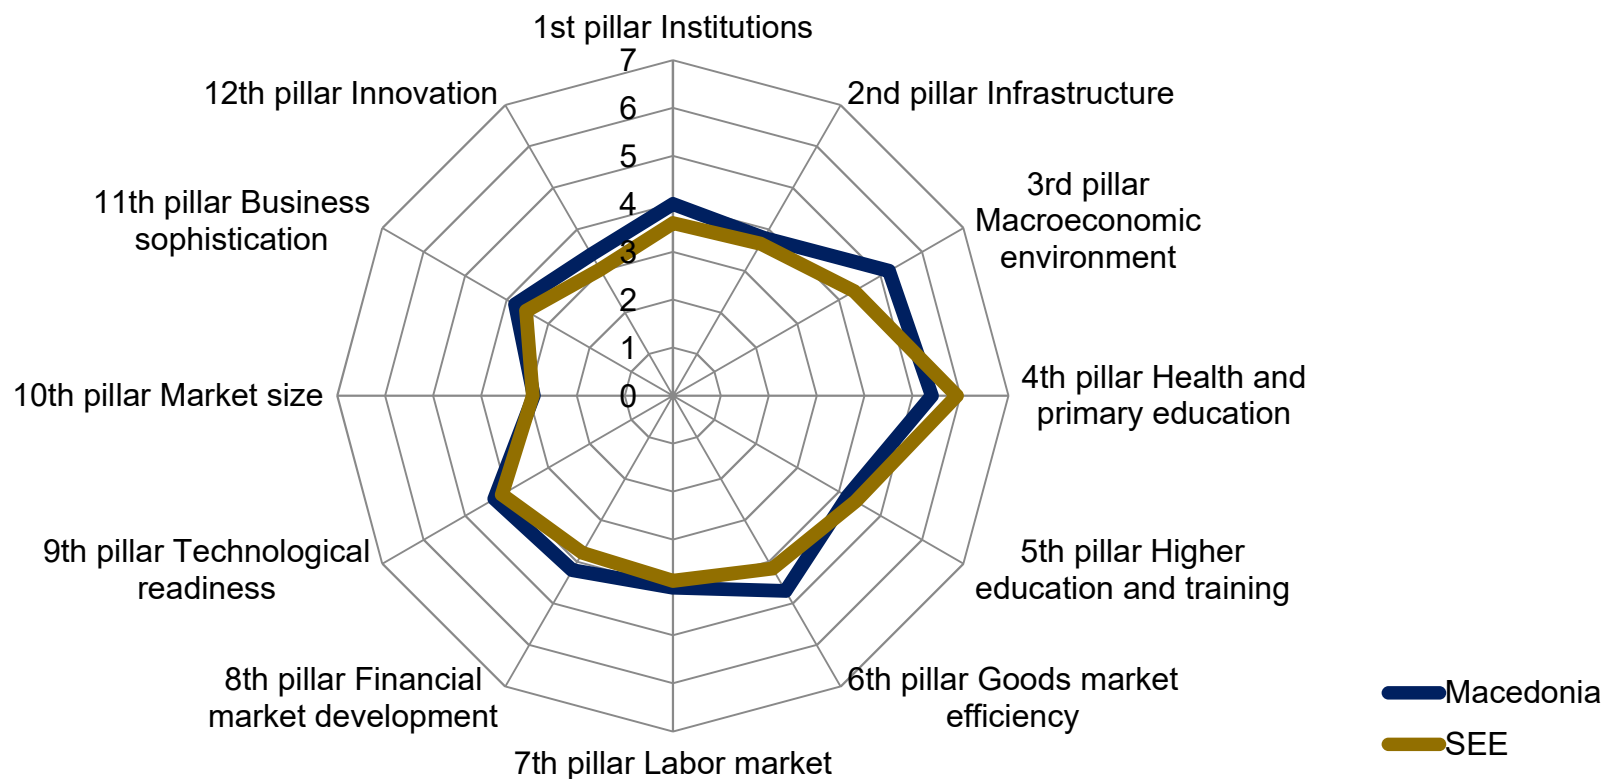 1st pillar Institutions
7
6
5
4
3
2
1
0
2nd pillar Infrastructure
3rd pillar
Macroeconomic
environment
4th pillar Health and
primary education
5th pillar Higher
education and training
6th pillar Goods market
efficiency
7th pillar Labor market
8th pillar Financial
market development
9th pillar Technological
readiness
10th pillar Market size
11th pillar Business
sophistication
12th pillar Innovation
Macedonia
SEE